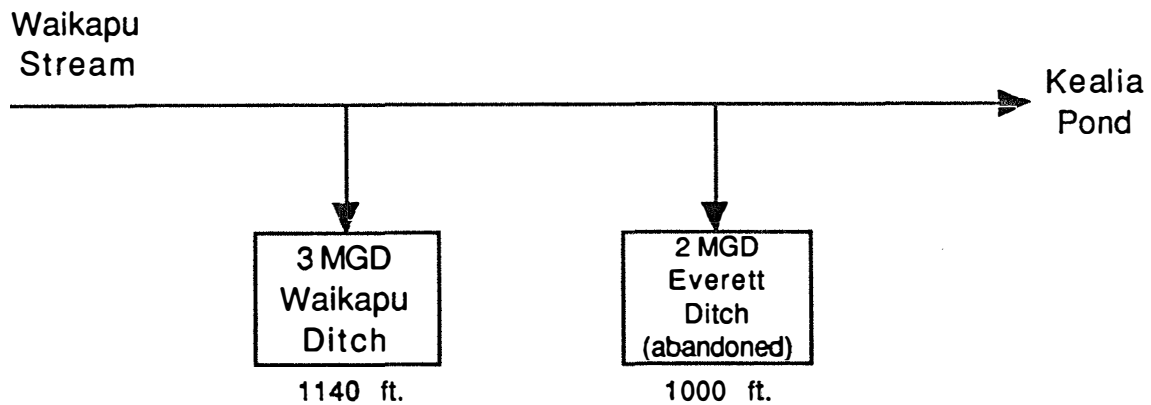 Waikapu
Stream
Kealia
Pond
3 MGD
Waikapu
Ditch
1140 ft.
2 MGD
Everett
Ditch
(abandoned)
1000 ft.